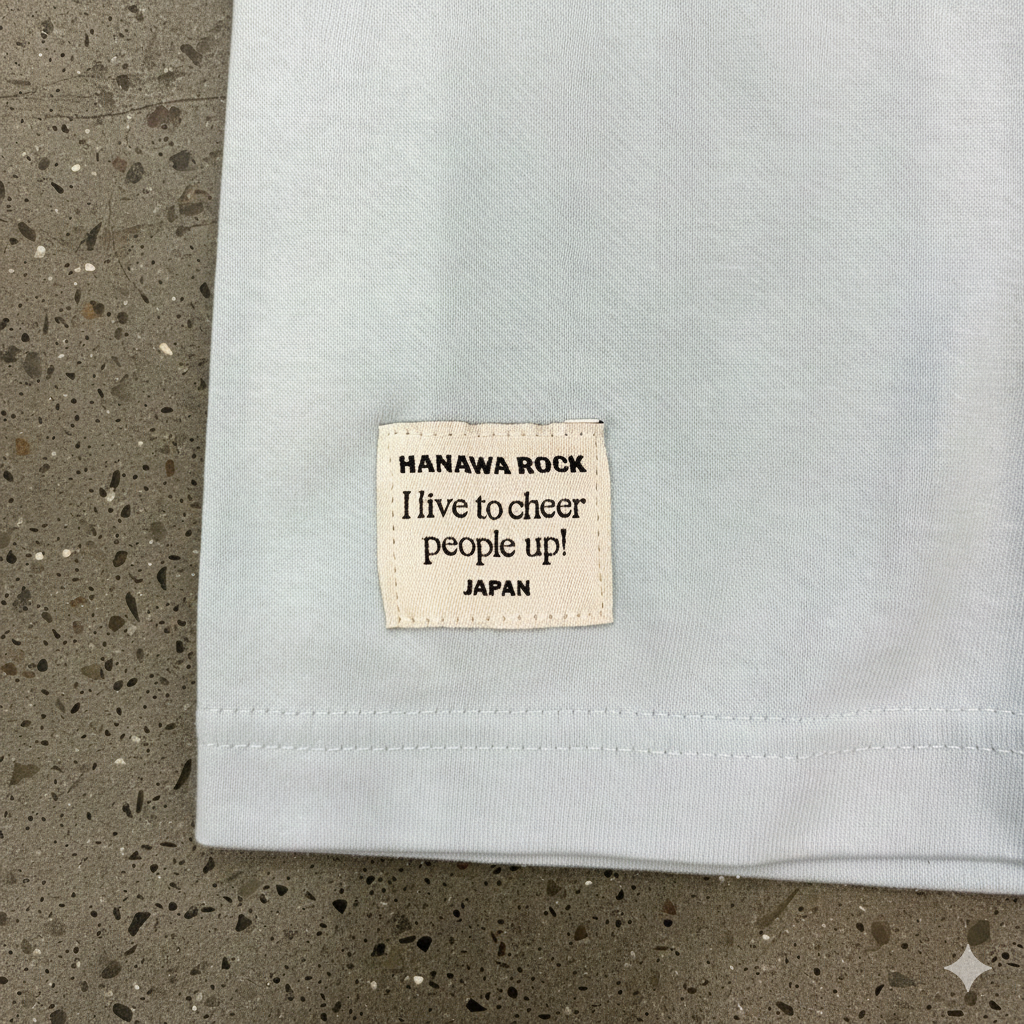 HANAWA ROCK
I live to cheer
people up!
JAPAN